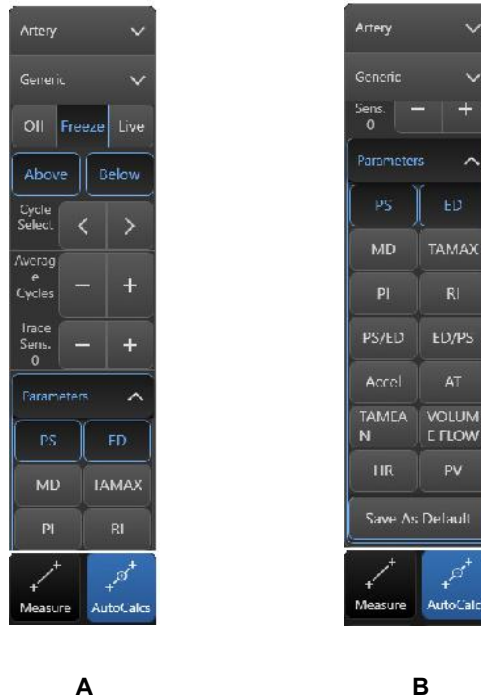 Artery
Generic
Off Freeze Live
Above Below
Cycle
Select
Averag
e
Cycles
Trace
Sens.
0
Parameters
PS ED
MD TAMAX
PI RI
Measure AutoCalcs
A
Artery
Generic
Sens.
0
Parameters
PS ED
MD TAMAX
PI RI
PS/ED ED/PS
Accel AT
TAMEA
N
VOLUM
E FLOW
HR PV
Save As Default
Measure AutoCalc
B